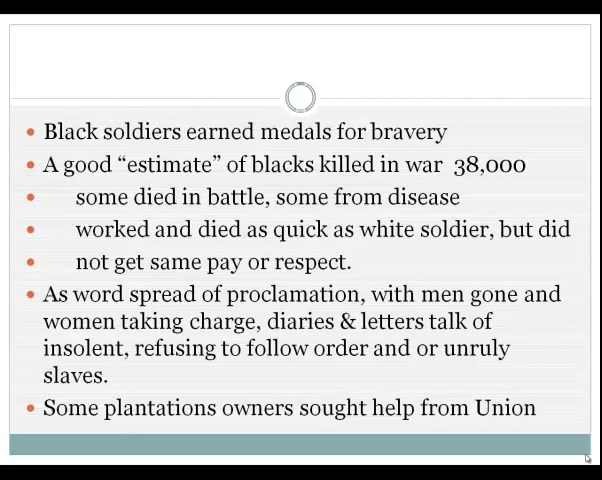 Black soldiers earned medals for bravery
A good “estimate” of blacks killed in war 38,000
some died in battle, some from disease
worked and died as quick as white soldier, but did
not get same pay or respect.
As word spread of proclamation, with men gone and
women taking charge, diaries & letters talk of
insolent, refusing to follow order and or unruly
slaves.
Some plantations owners sought help from Union